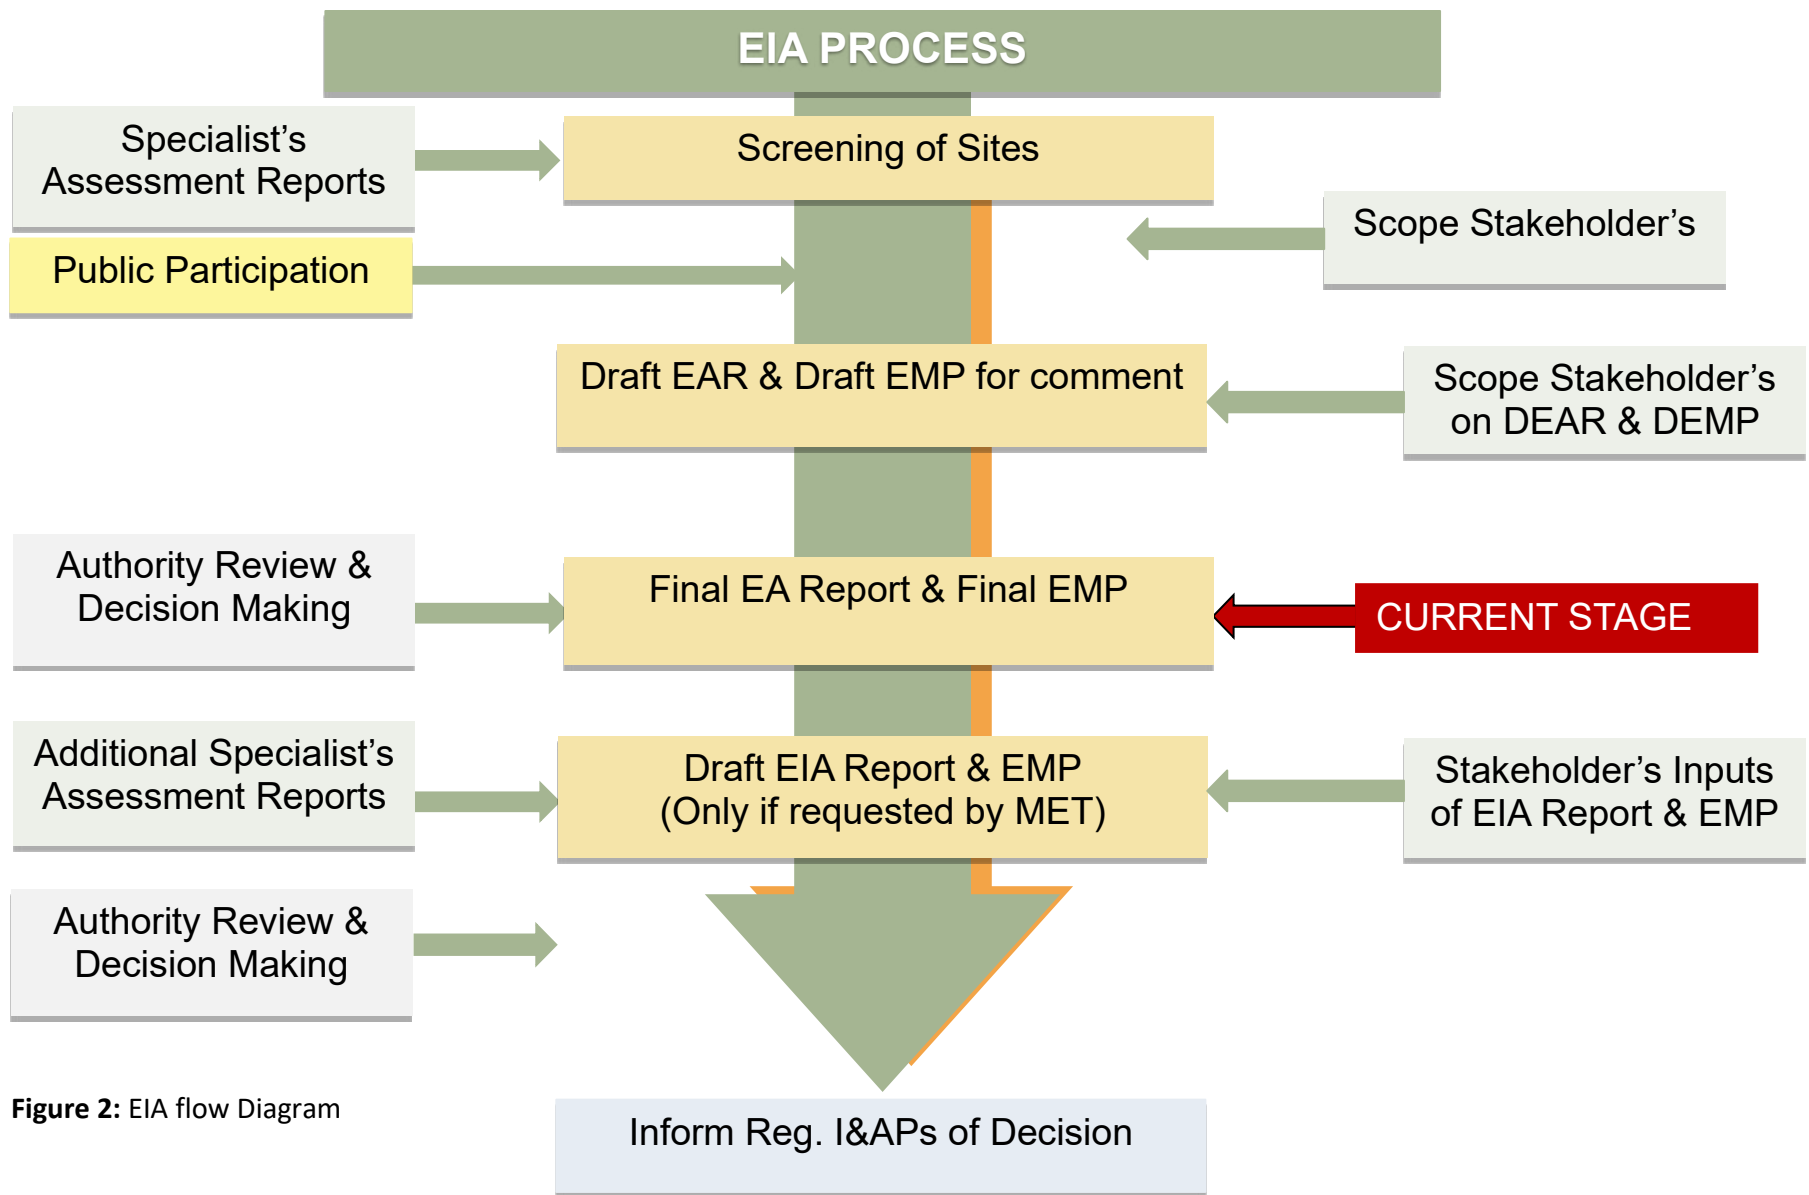 EIA PROCESS
Specialist’s
Assessment Reports
Screening of Sites
Scope Stakeholder’s
Public Participation
Draft EAR & Draft EMP for comment
Scope Stakeholder’s
on DEAR & DEMP
Authority Review &
Decision Making
Final EA Report & Final EMP
CURRENT STAGE
Additional Specialist’s
Assessment Reports
Draft EIA Report & EMP
(Only if requested by MET)
Stakeholder’s Inputs
of EIA Report & EMP
Authority Review &
Decision Making
Figure 2: EIA flow Diagram
Inform Reg. I&APs of Decision